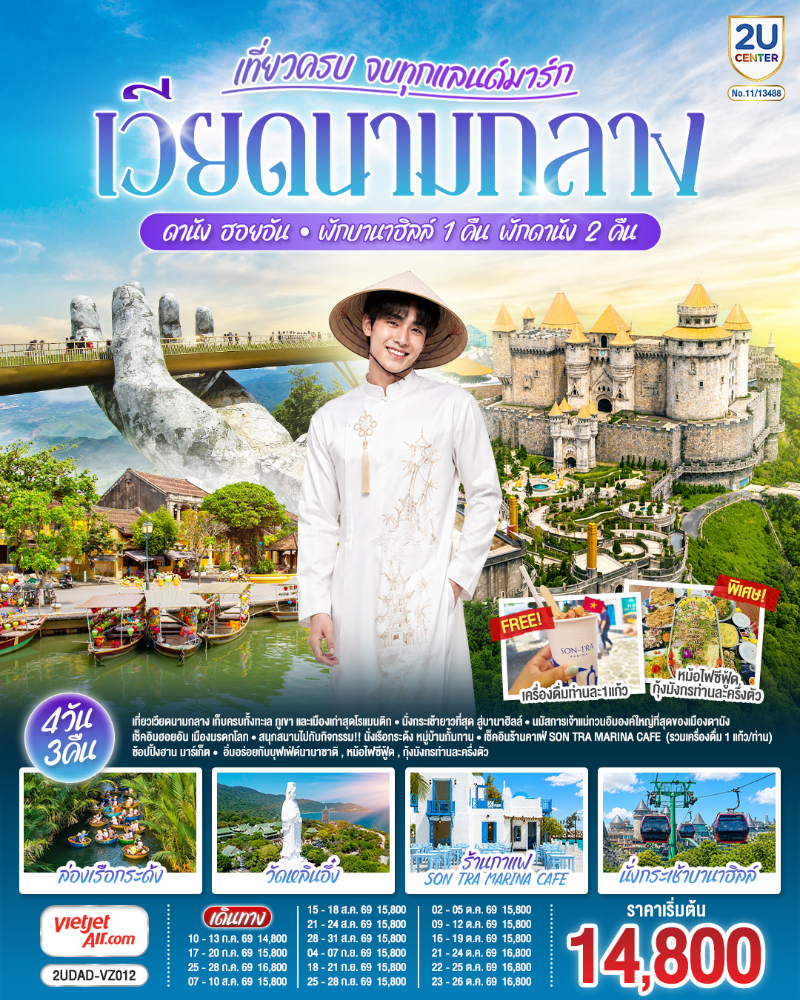 2U
CENTER
No.11/13488
เที่ยวครบ จบทุกแลนด์มาร์ก
เวียดนามกลาง
ดานัง ฮอยอัน • พักบานาฮิลล์ 1 คืน พักดานัง 2 คืน
FREE!
SON-TRA
MARINA
เครื่องดื่มท่านละ1แก้ว
พิเศษ!
หม้อไฟซีฟู้ด
กุ้งมังกรท่านละครึ่งตัว
4วัน
3คืน
เที่ยวเวียดนามกลาง เก็บครบทั้งทะเล ภูเขา และเมืองเก่าสุดโรแมนติก • นั่งกระเช้ายาวที่สุด สู่บานาฮิลล์ • นมัสการเจ้าแม่กวนอิมองค์ใหญ่ที่สุดของเมืองดานัง
เช็คอินฮอยอัน เมืองมรดกโลก • สนุกสนานไปกับกิจกรรม!! นั่งเรือกระด้ง หมู่บ้านกั๊มทาน • เช็คอินร้านคาเฟ่ SON TRA MARINA CAFE (รวมเครื่องดื่ม 1 แก้ว/ท่าน)
ช้อปปิ้งฮาน มาร์เก็ต • อิ่มอร่อยกับบุฟเฟ่ต์นานาชาติ , หม้อไฟซีฟู้ด , กุ้งมังกรท่านละครึ่งตัว
ล่องเรือกระด้ง
วัดหลินอึ๋ง
ร้านกาแฟ
SON TRA MARINA CAFE
นั่งกระเช้าบานาฮิลล์
vietjet
Air.com
2UDAD-VZ012
เดินทาง
10 - 13 ก.ค. 69 14,800
17 - 20 ก.ค. 69 15,800
25 - 28 ก.ค. 69 16,800
07 - 10 ส.ค. 69 15,800
15 - 18 ส.ค. 69 15,800
21 - 24 ส.ค. 69 15,800
28 - 31 ส.ค. 69 15,800
04 - 07 ก.ย. 69 15,800
18 - 21 ก.ย. 69 15,800
25 - 28 ก.ย. 69 15,800
02 - 05 ต.ค. 69 15,800
09 - 12 ต.ค. 69 15,800
16 - 19 ต.ค. 69 15,800
21 - 24 ต.ค. 69 16,800
22 - 25 ต.ค. 69 16,800
23 - 26 ต.ค. 69 16,800
ราคาเริ่มต้น
14,800